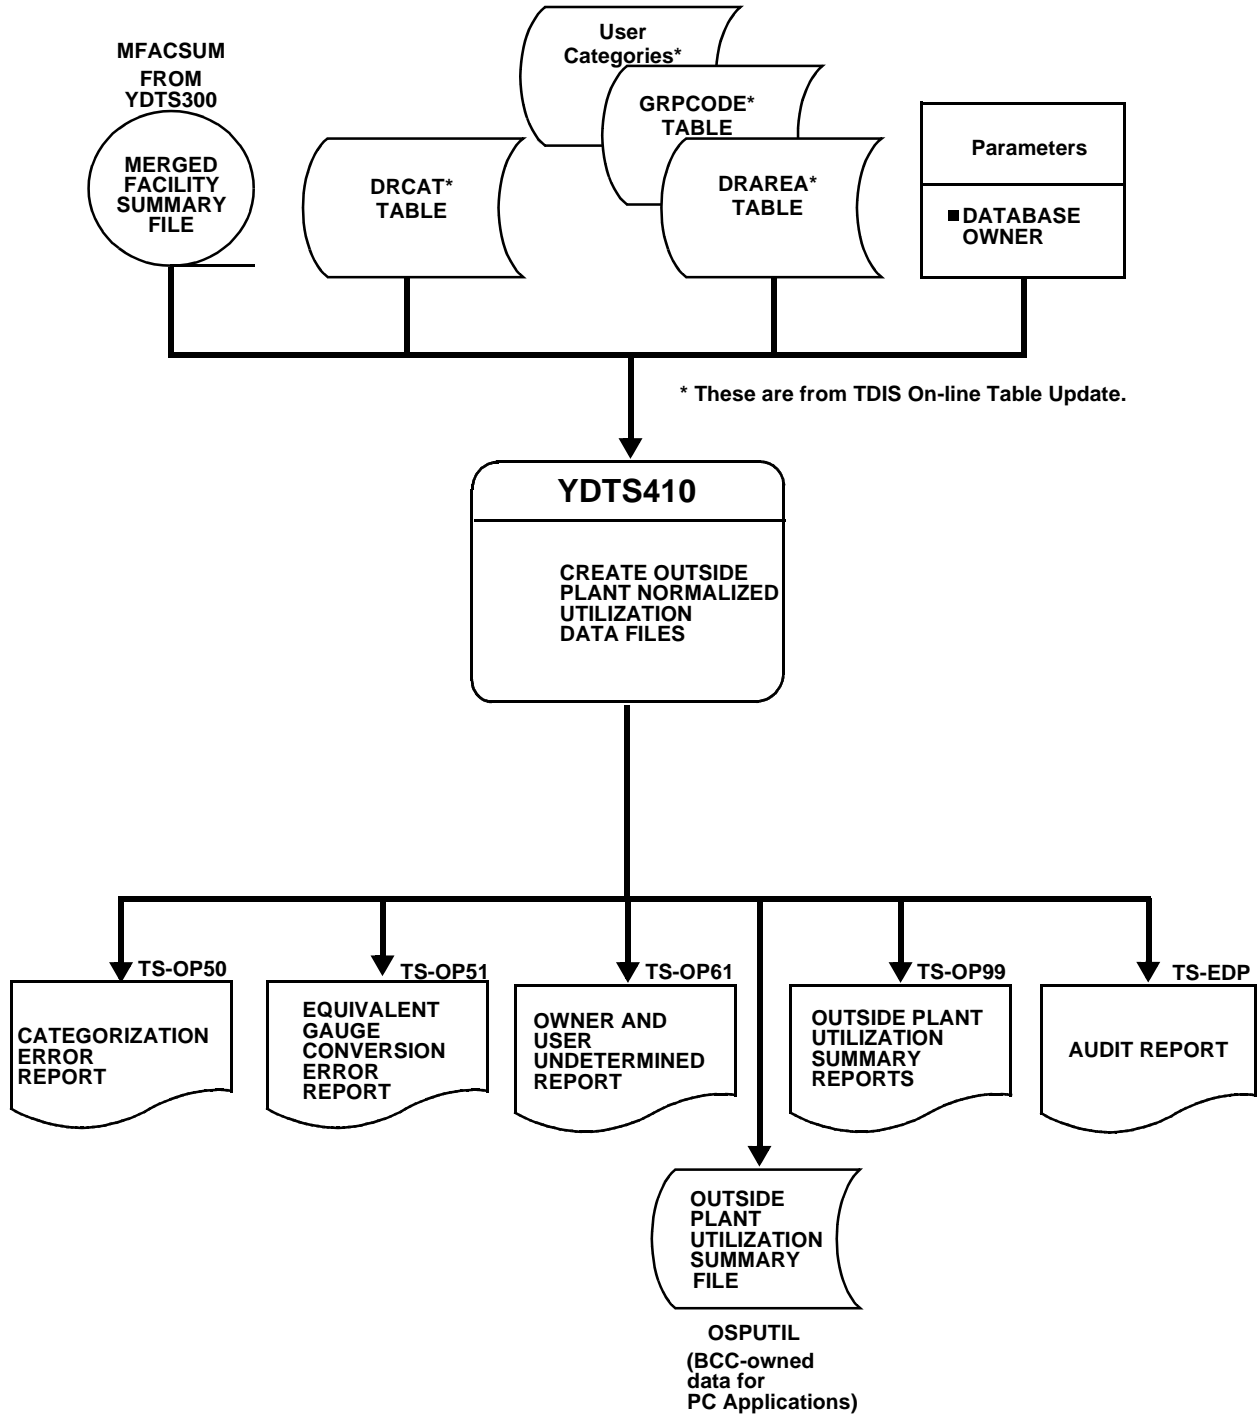 MFACSUM
FROM
YDTS300
MERGED
FACILITY
SUMMARY
FILE
DRCAT*
TABLE
User
Categories*
GRPCODE*
TABLE
DRAREA*
TABLE
Parameters
■ DATABASE
OWNER
* These are from TDIS On-line Table Update.
YDTS410
CREATE OUTSIDE
PLANT NORMALIZED
UTILIZATION
DATA FILES
TS-OP50
CATEGORIZATION
ERROR
REPORT
TS-OP51
EQUIVALENT
GAUGE
CONVERSION
ERROR
REPORT
TS-OP61
OWNER AND
USER
UNDETERMINED
REPORT
TS-OP99
OUTSIDE PLANT
UTILIZATION
SUMMARY
REPORTS
TS-EDP
AUDIT REPORT
OUTSIDE
PLANT
UTILIZATION
SUMMARY
FILE
OSPUTIL
(BCC-owned
data for
PC Applications)